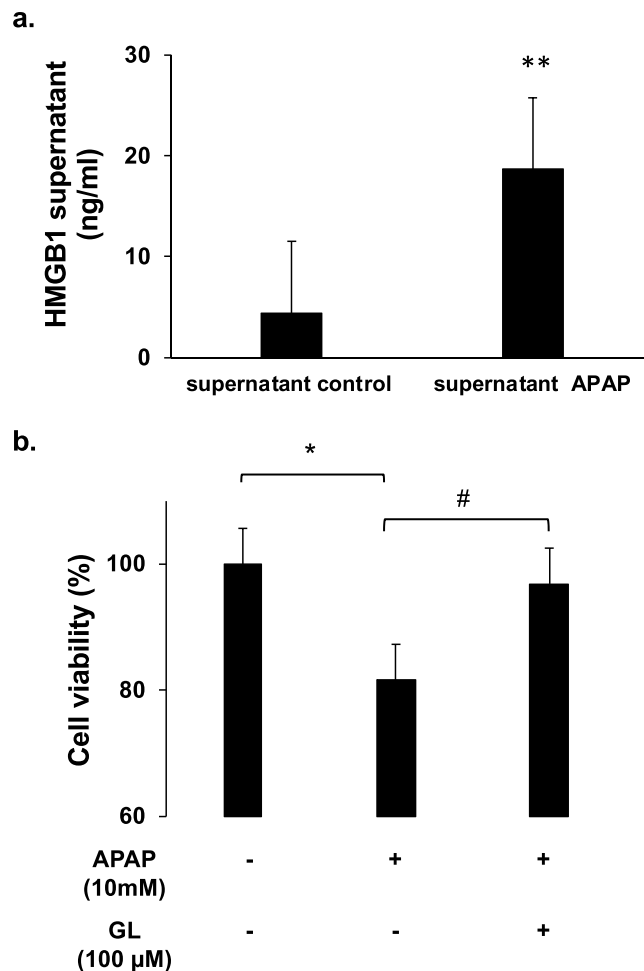 a.
HMGB1 supernatant
(ng/ml)
30
20
10
0
**
supernatant control
supernatant APAP
b.
*
#
Cell viability (%)
100
80
60
APAP - + +
(10mM)
GL - - +
(100 µM)